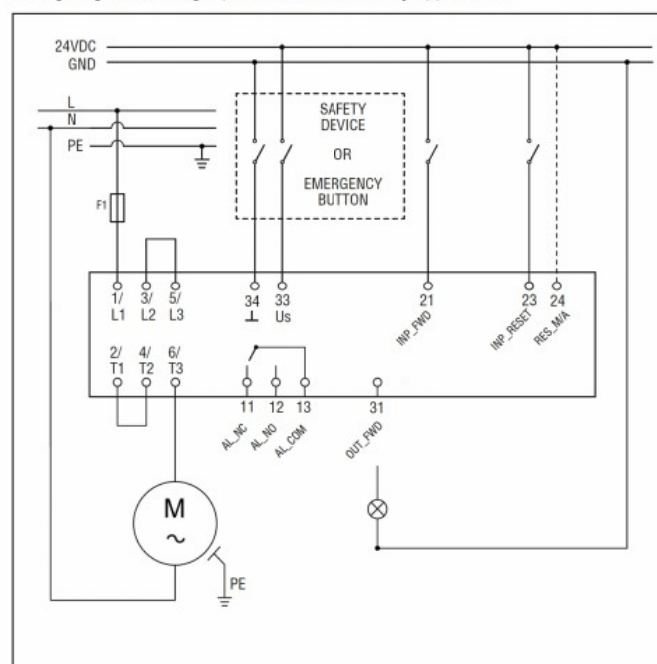 24VDC
GND
L
N
PE
SAFETY
DEVICE
OR
EMERGENCY
BUTTON
F1
1/
L1
3/
L2
5/
L3
34
⊥
33
Us
21
INP_FWD
23
INP_RESET
24
RES_M/A
2/
T1
4/
T2
6/
T3
11
AL_NC
12
AL_NO
13
AL_COM
31
OUT_FWD
M
~
PE